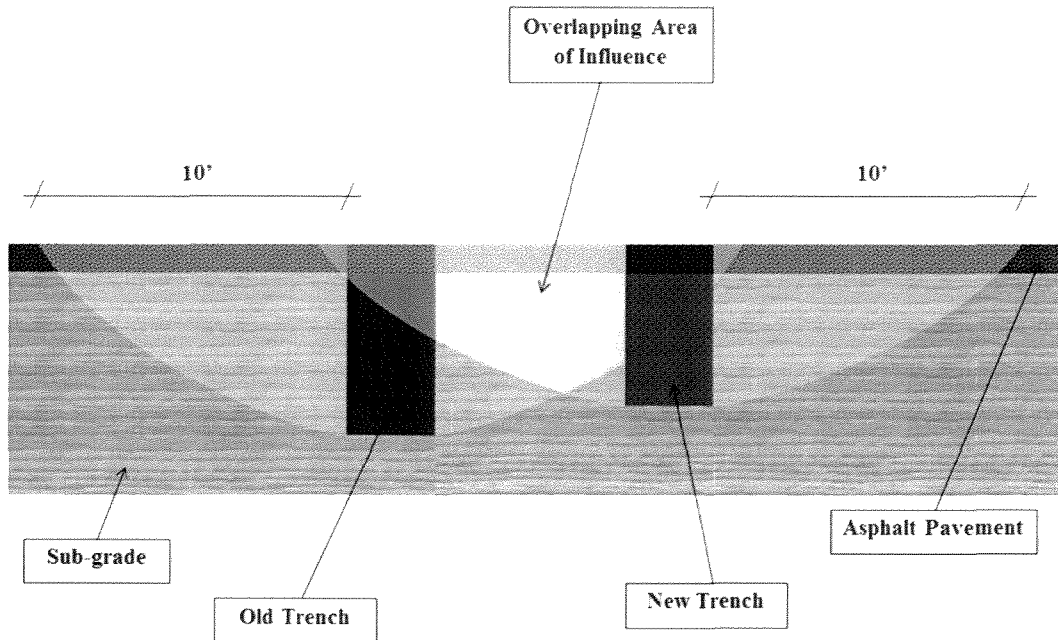 Overlapping Area
of Influence
10’
10’
Asphalt Pavement
Sub-grade
New Trench
Old Trench